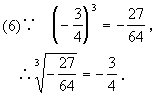 (6)∵ (-3/4)³ = -27/64 ,
∴ ∛(-27/64) = -3/4 .